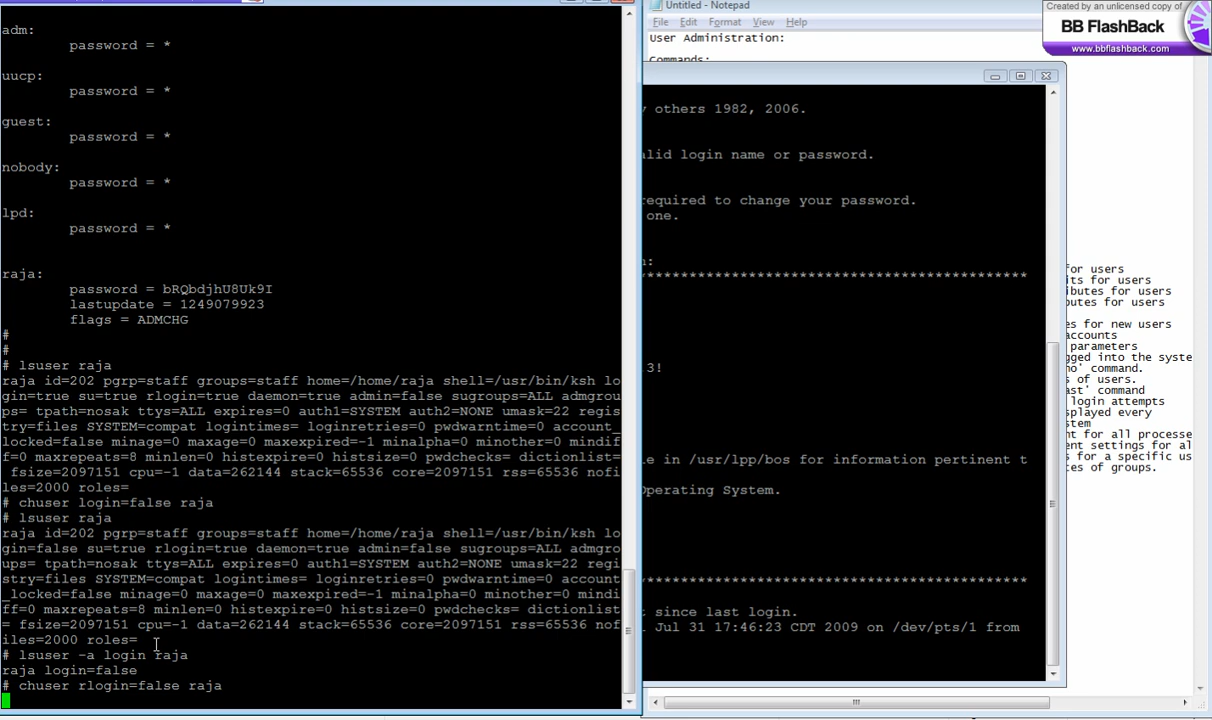 adm:
password = *
uucp:
password = *
guest:
password = *
nobody:
password = *
lpd:
password = *
raja:
password = bRQbdjhU8Uk9I
lastupdate = 1249079923
flags = ADMCHG
#
#
# lsuser raja
raja id=202 pgrp=staff groups=staff home=/home/raja shell=/usr/bin/ksh lo
gin=true su=true rlogin=true daemon=true admin=false sugroups=ALL admgrou
ps= tpath=nosak ttys=ALL expires=0 auth1=SYSTEM auth2=NONE umask=22 regis
try=files SYSTEM=compat logintimes= loginretries=0 pwdwarntime=0 account_
locked=false minage=0 maxage=0 maxexpired=-1 minalpha=0 minother=0 mindif
f=0 maxrepeats=8 minlen=0 histexpire=0 histsize=0 pwdchecks= dictionlist=
fsize=2097151 cpu=-1 data=262144 stack=65536 core=2097151 rss=65536 nofi
les=2000 roles=
# chuser login=false raja
# lsuser raja
raja id=202 pgrp=staff groups=staff home=/home/raja shell=/usr/bin/ksh lo
gin=false su=true rlogin=true daemon=true admin=false sugroups=ALL admgro
ups= tpath=nosak ttys=ALL expires=0 auth1=SYSTEM auth2=NONE umask=22 regi
stry=files SYSTEM=compat logintimes= loginretries=0 pwdwarntime=0 account
_locked=false minage=0 maxage=0 maxexpired=-1 minalpha=0 minother=0 mindi
ff=0 maxrepeats=8 minlen=0 histexpire=0 histsize=0 pwdchecks= dictionlist
= fsize=2097151 cpu=-1 data=262144 stack=65536 core=2097151 rss=65536 nof
iles=2000 roles=
# lsuser -a login raja
raja login=false
# chuser rlogin=false raja
Untitled - Notepad
File Edit Format View Help
User Administration:
Commands:
Created by an unlicensed copy of
BB FlashBack
www.bbflashback.com
y others 1982, 2006.
alid login name or password.
required to change your password.
one.
n:
*****************************************
3!
le in /usr/lpp/bos for information pertinent t
Operating System.
*****************************************
t since last login.
Jul 31 17:46:23 CDT 2009 on /dev/pts/1 from
for users
its for users
ibutes for users
butes for users
es for new users
accounts
parameters
gged into the syste
ho' command.
s of users.
ast' command
login attempts
splayed every
stem
nt for all processe
ent settings for al
s for a specific us
tes of groups.